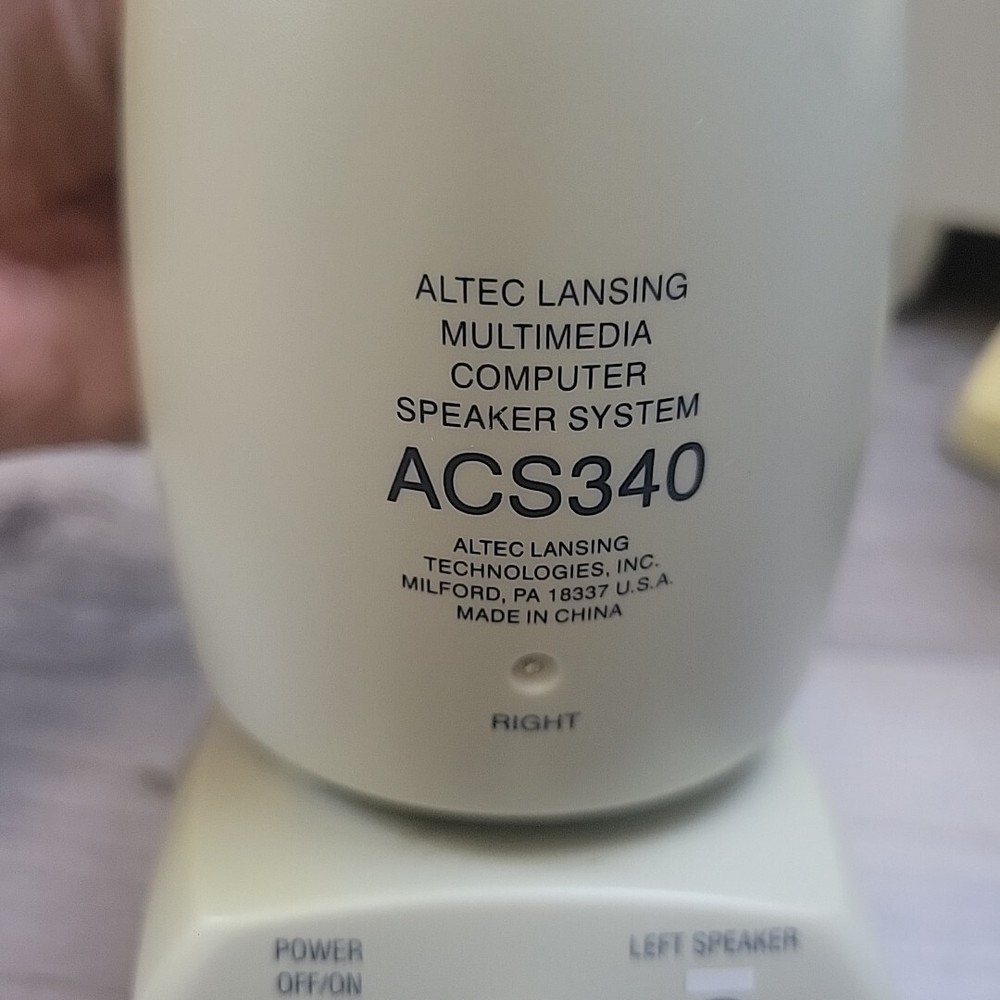 ALTEC LANSING
MULTIMEDIA
COMPUTER
SPEAKER SYSTEM
ACS340
ALTEC LANSING
TECHNOLOGIES, INC.
MILFORD, PA 18337 U.S.A.
MADE IN CHINA
RIGHT
POWER
OFF/ON
LEFT SPEAKER